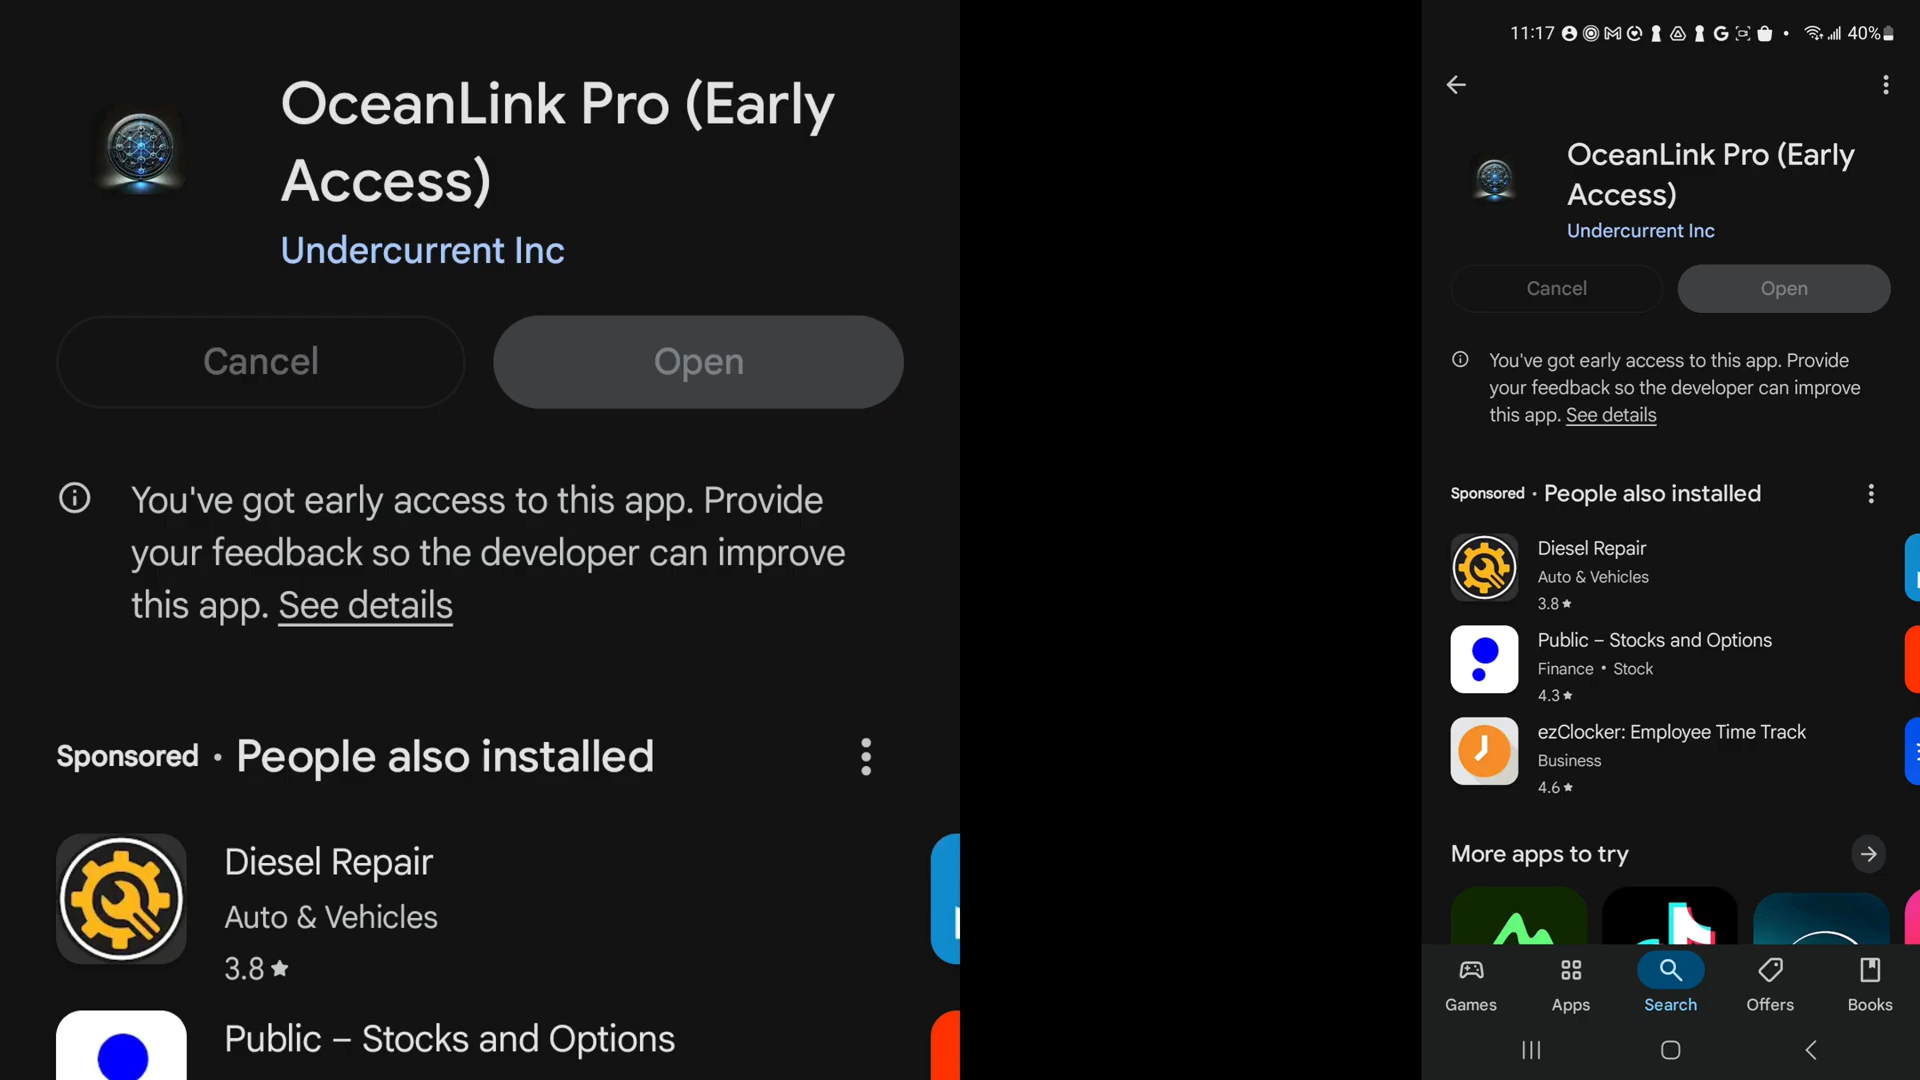 OceanLink Pro (Early
Access)
Undercurrent Inc
Cancel
Open
You've got early access to this app. Provide
your feedback so the developer can improve
this app. See details
Sponsored • People also installed
Diesel Repair
Auto & Vehicles
3.8★
Public – Stocks and Options
11:17
40%
OceanLink Pro (Early
Access)
Undercurrent Inc
Cancel
Open
You've got early access to this app. Provide
your feedback so the developer can improve
this app. See details
Sponsored • People also installed
Diesel Repair
Auto & Vehicles
3.8★
Public – Stocks and Options
Finance • Stock
4.3★
ezClocker: Employee Time Track
Business
4.6★
More apps to try
Games
Apps
Search
Offers
Books